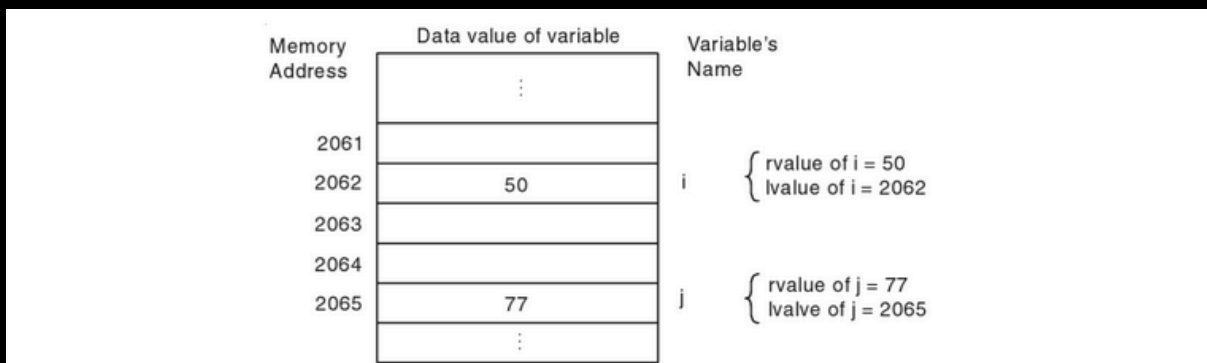 Memory
Address
Data value of variable
Variable's
Name
⋮
2061
2062
50
i
rvalue of i = 50
lvalue of i = 2062
2063
2064
2065
77
j
rvalue of j = 77
lvalve of j = 2065
⋮